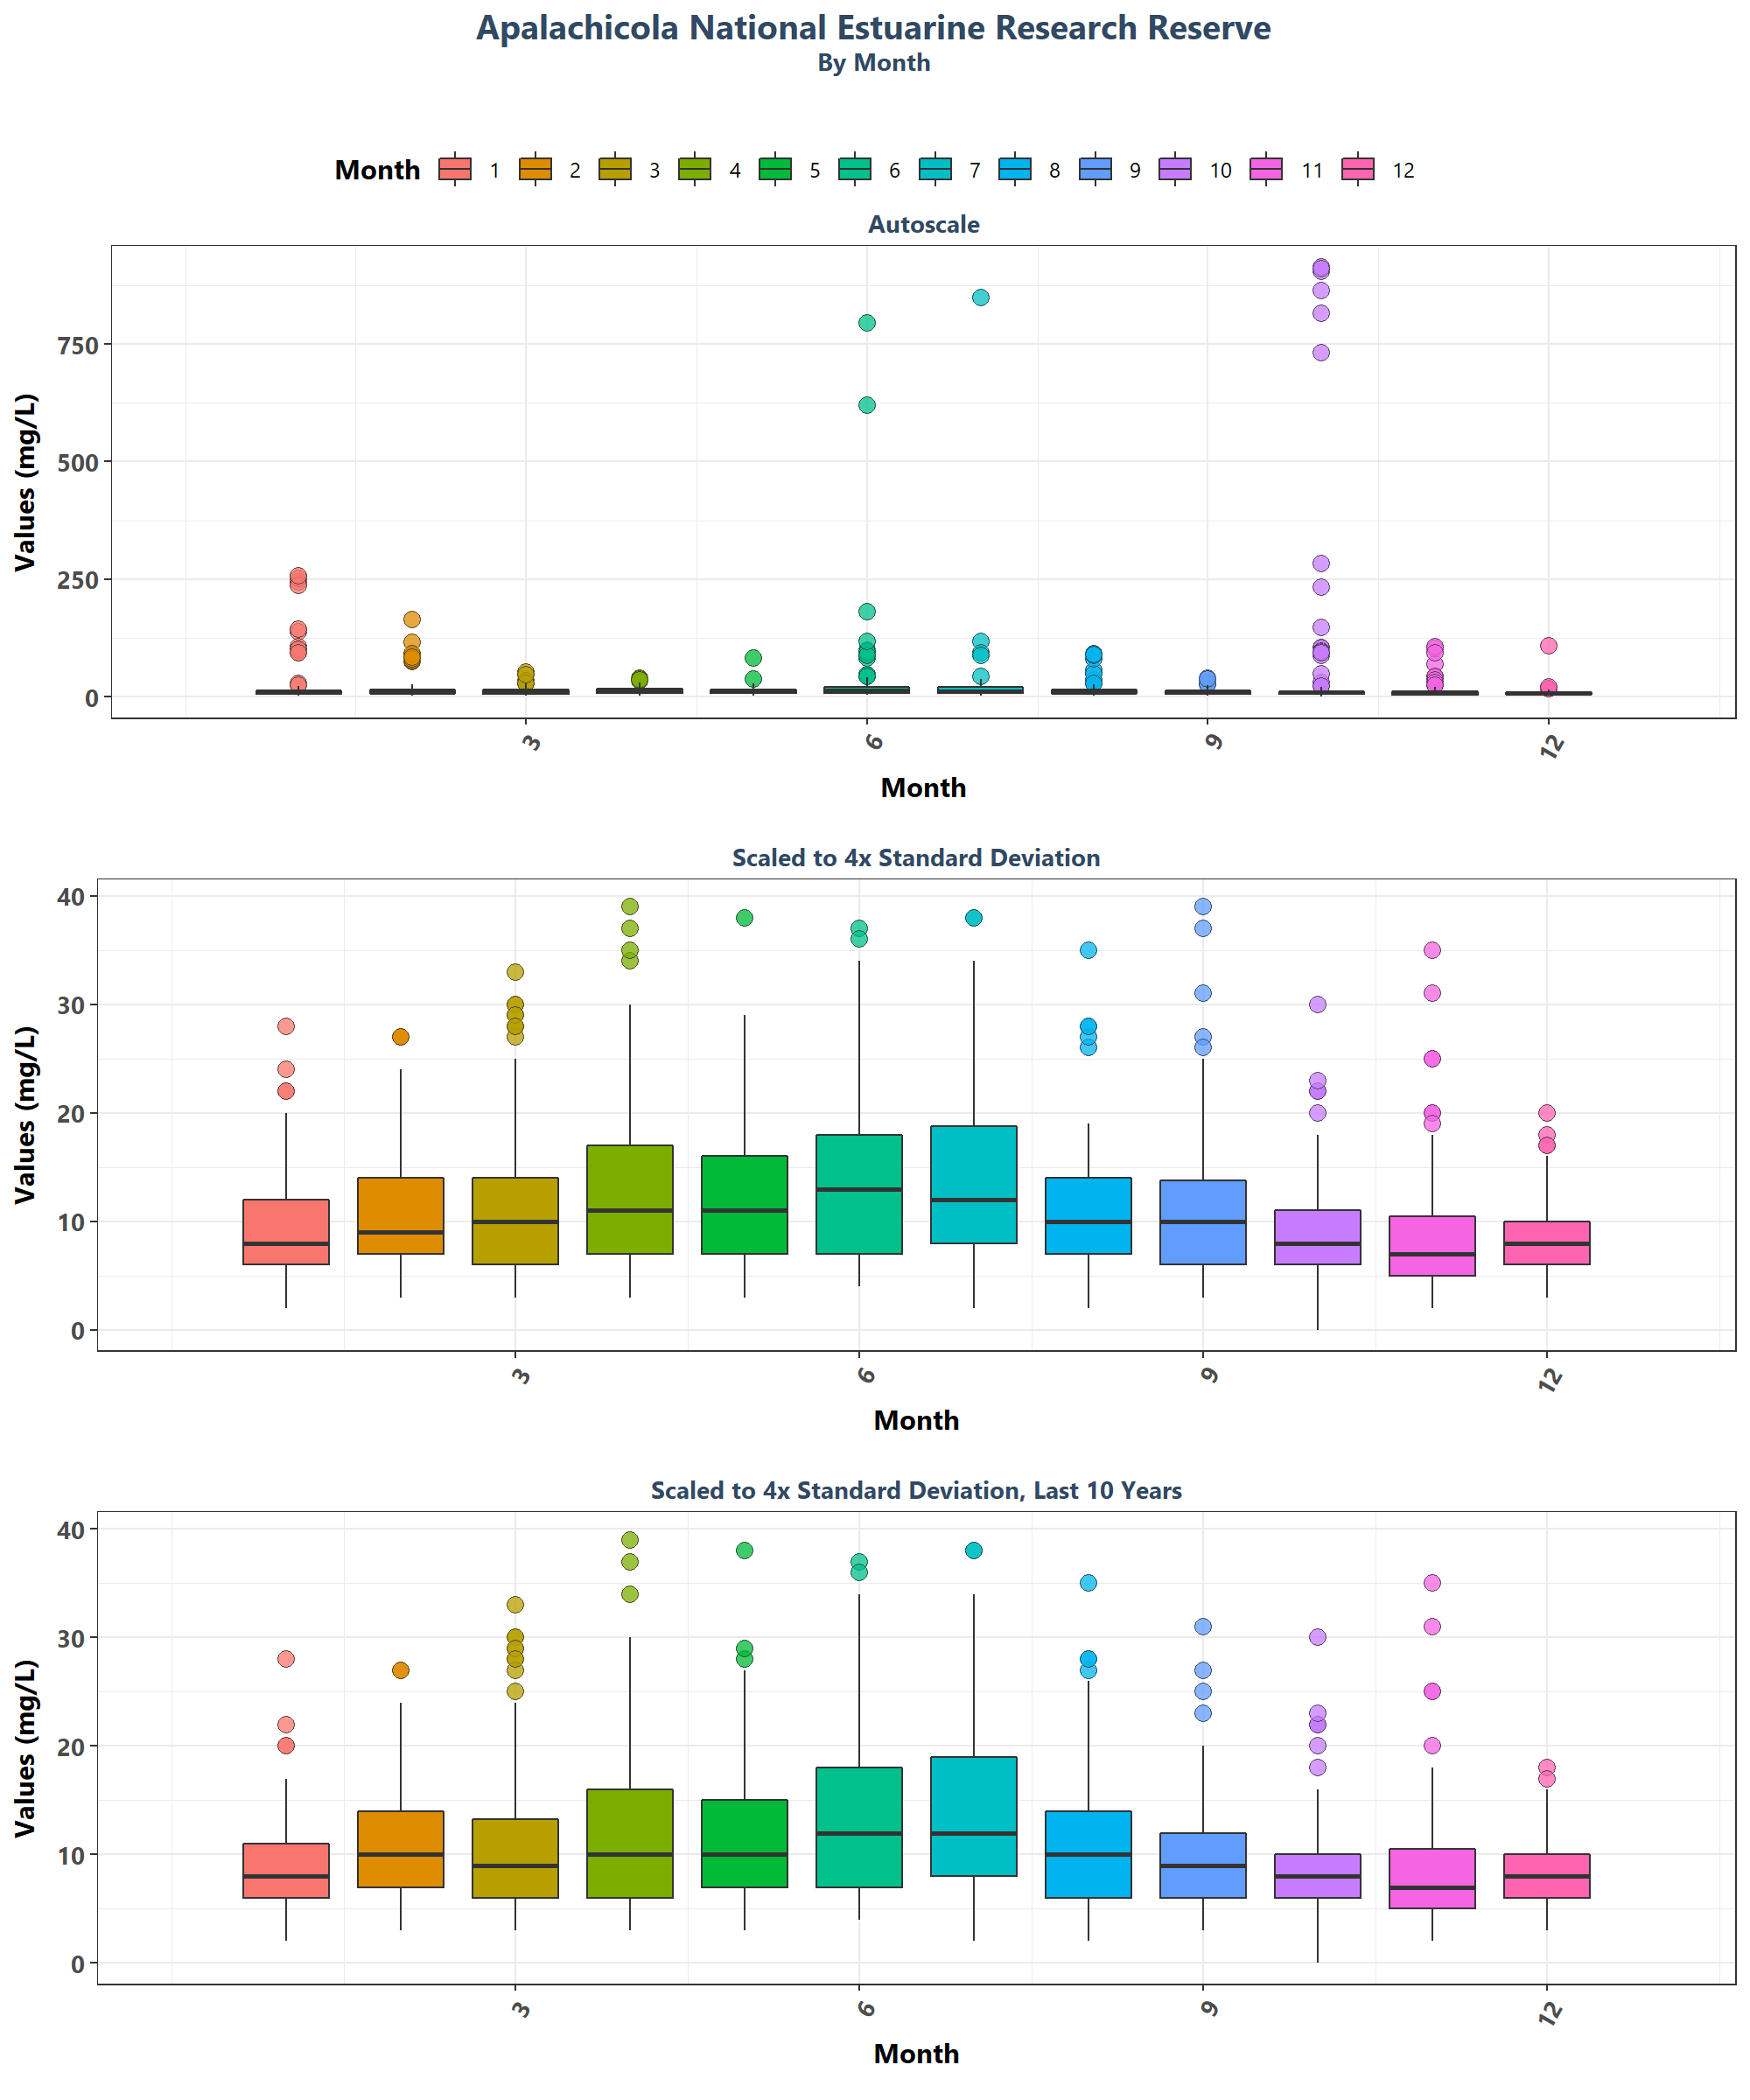 Apalachicola National Estuarine Research Reserve
By Month
Month 1 2 3 4 5 6 7 8 9 10 11 12
Autoscale
Values (mg/L)
750
500
250
0
3 6 9 12
Month
Scaled to 4x Standard Deviation
Values (mg/L)
40
30
20
10
0
3 6 9 12
Month
Scaled to 4x Standard Deviation, Last 10 Years
Values (mg/L)
40
30
20
10
0
3 6 9 12
Month